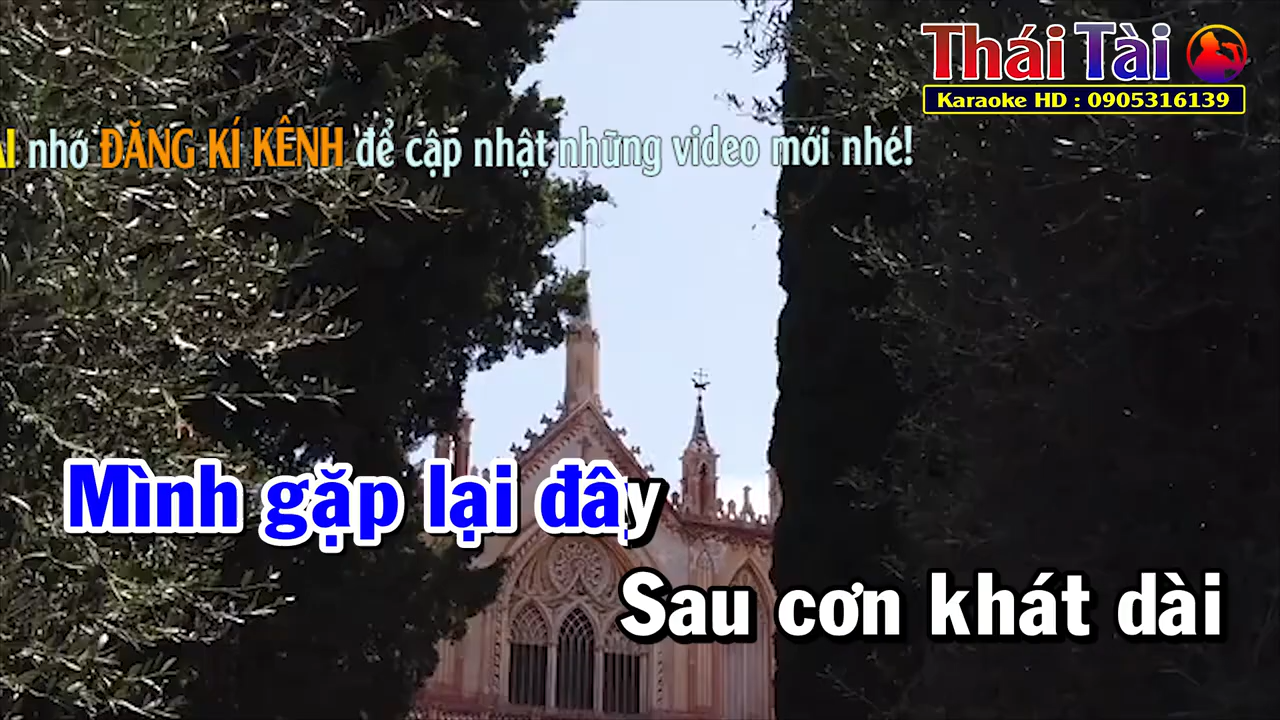 Thái Tài
Karaoke HD : 0905316139
nhớ ĐĂNG KÍ KÊNH để cập nhật những video mới nhé!
Mình gặp lại đây
Sau cơn khát dài